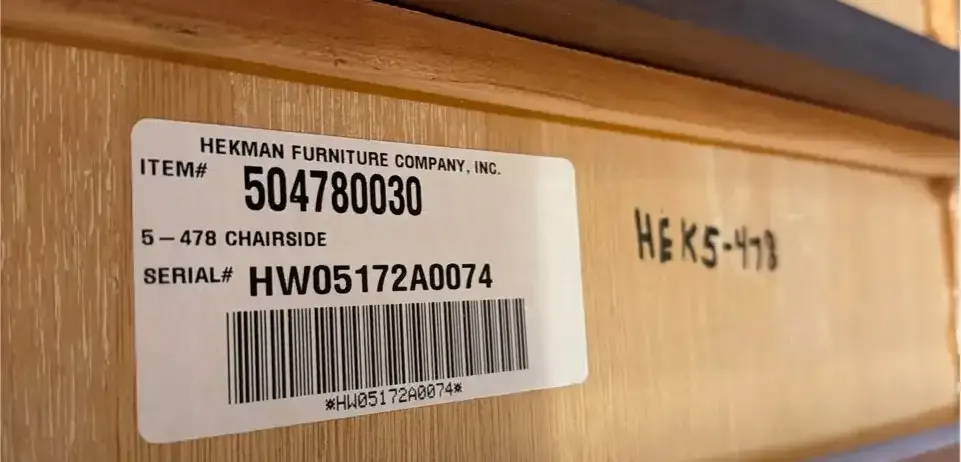 HEKMAN FURNITURE COMPANY, INC.
ITEM# 504780030
5-478 CHAIRSIDE
SERIAL# HW05172A0074
*HW05172A0074*
HEK5-478